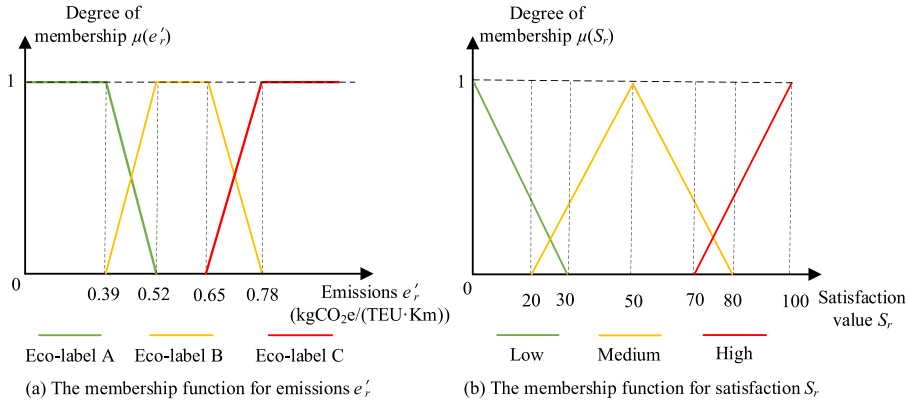 Degree of
membership μ(e′r)
1
0
0.39
0.52
0.65
0.78
Emissions e′r
(kgCO2e/(TEU·Km))
Eco-label A
Eco-label B
Eco-label C
(a) The membership function for emissions e′r
Degree of
membership μ(Sr)
1
0
20
30
50
70
80
100
Satisfaction
value Sr
Low
Medium
High
(b) The membership function for satisfaction Sr